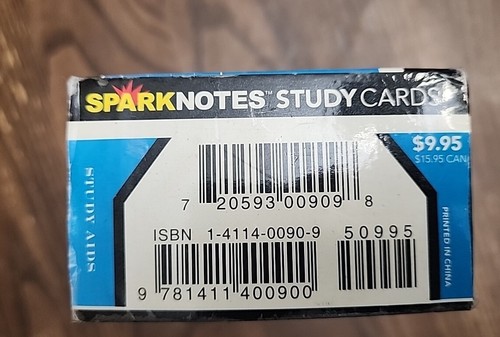 SPARKNOTES™ STUDY CARDS
$9.95
$15.95 CAN
STUDY AIDS
7 20593 00909 8
PRINTED IN CHINA
ISBN 1-4114-0090-9 50995
9 781411 400900